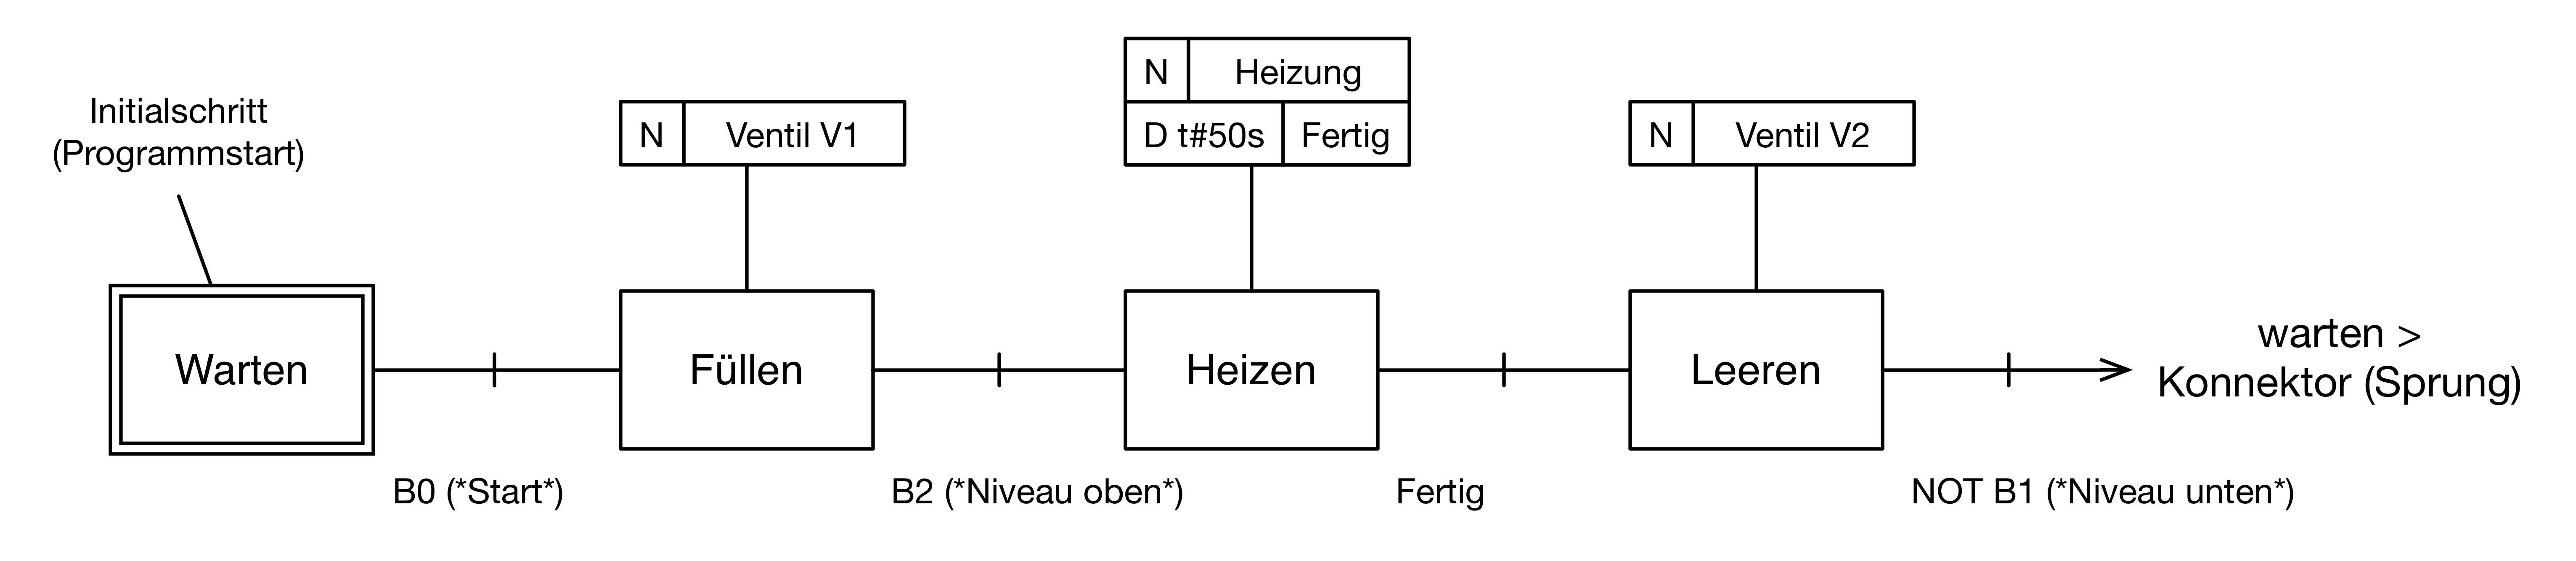 Initialschritt
(Programmstart)
N Ventil V1
N Heizung
D t#50s Fertig
N Ventil V2
Warten
Füllen
Heizen
Leeren
warten >
Konnektor (Sprung)
B0 (*Start*)
B2 (*Niveau oben*)
Fertig
NOT B1 (*Niveau unten*)